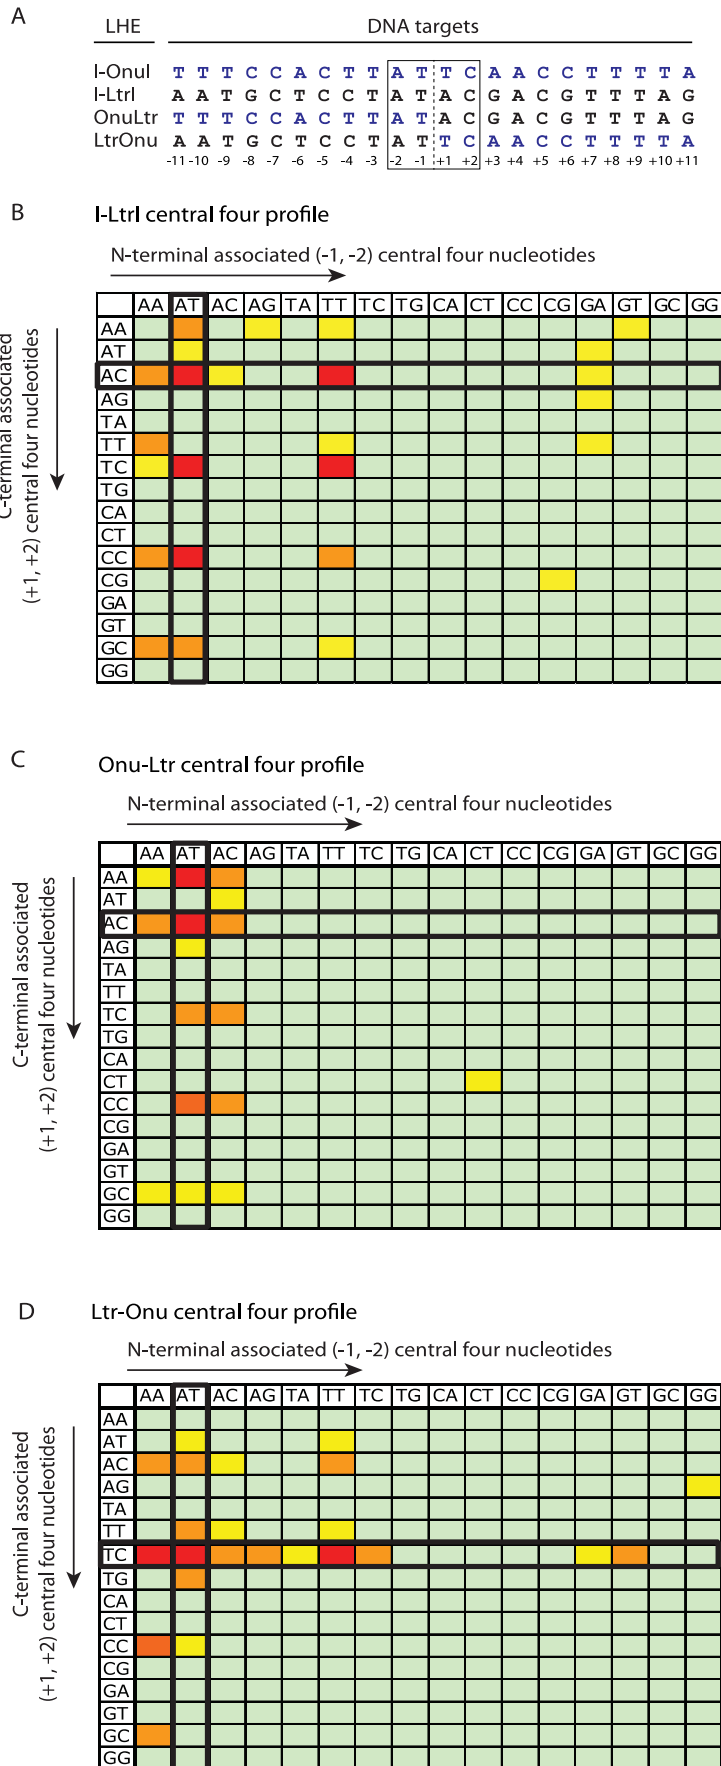 A
LHE DNA targets
I-OnuI T T T C C A C T T A T T C A A C C T T T T A
I-LtrI A A T G C T C C T A T A C G A C G T T T A G
OnuLtr T T T C C A C T T A T A C G A C G T T T A G
LtrOnu A A T G C T C C T A T T C A A C C T T T T A
-11 -10 -9 -8 -7 -6 -5 -4 -3 -2 -1 +1 +2 +3 +4 +5 +6 +7 +8 +9 +10 +11
B I-LtrI central four profile
N-terminal associated (-1, -2) central four nucleotides
C-terminal associated
(+1, +2) central four nucleotides
AA AT AC AG TA TT TC TG CA CT CC CG GA GT GC GG
AA
AT
AC
AG
TA
TT
TC
TG
CA
CT
CC
CG
GA
GT
GC
GG
C Onu-Ltr central four profile
N-terminal associated (-1, -2) central four nucleotides
C-terminal associated
(+1, +2) central four nucleotides
AA AT AC AG TA TT TC TG CA CT CC CG GA GT GC GG
AA
AT
AC
AG
TA
TT
TC
TG
CA
CT
CC
CG
GA
GT
GC
GG
D Ltr-Onu central four profile
N-terminal associated (-1, -2) central four nucleotides
C-terminal associated
(+1, +2) central four nucleotides
AA AT AC AG TA TT TC TG CA CT CC CG GA GT GC GG
AA
AT
AC
AG
TA
TT
TC
TG
CA
CT
CC
CG
GA
GT
GC
GG